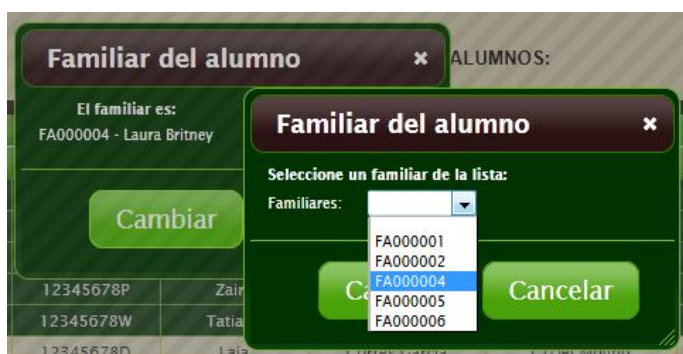 Familiar del alumno
ALUMNOS:
El familiar es:
FA000004 - Laura Britney
Cambiar
Familiar del alumno
Seleccione un familiar de la lista:
Familiares:
FA000001
FA000002
FA000004
FA000005
FA000006
Cancelar
12345678P
12345678W
12345678D